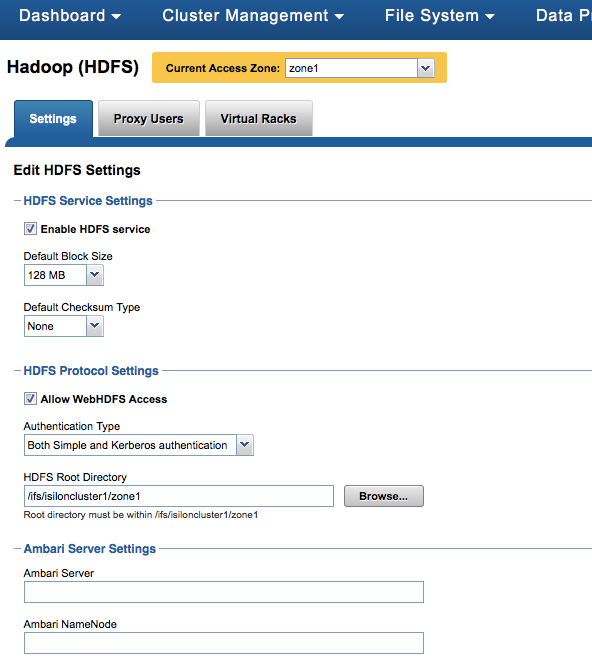 Dashboard Cluster Management File System Data P
Hadoop (HDFS) Current Access Zone: zone1
Settings Proxy Users Virtual Racks
Edit HDFS Settings
HDFS Service Settings
Enable HDFS service
Default Block Size
128 MB
Default Checksum Type
None
HDFS Protocol Settings
Allow WebHDFS Access
Authentication Type
Both Simple and Kerberos authentication
HDFS Root Directory
/ifs/isiloncluster1/zone1 Browse...
Root directory must be within /ifs/isiloncluster1/zone1
Ambari Server Settings
Ambari Server
Ambari NameNode